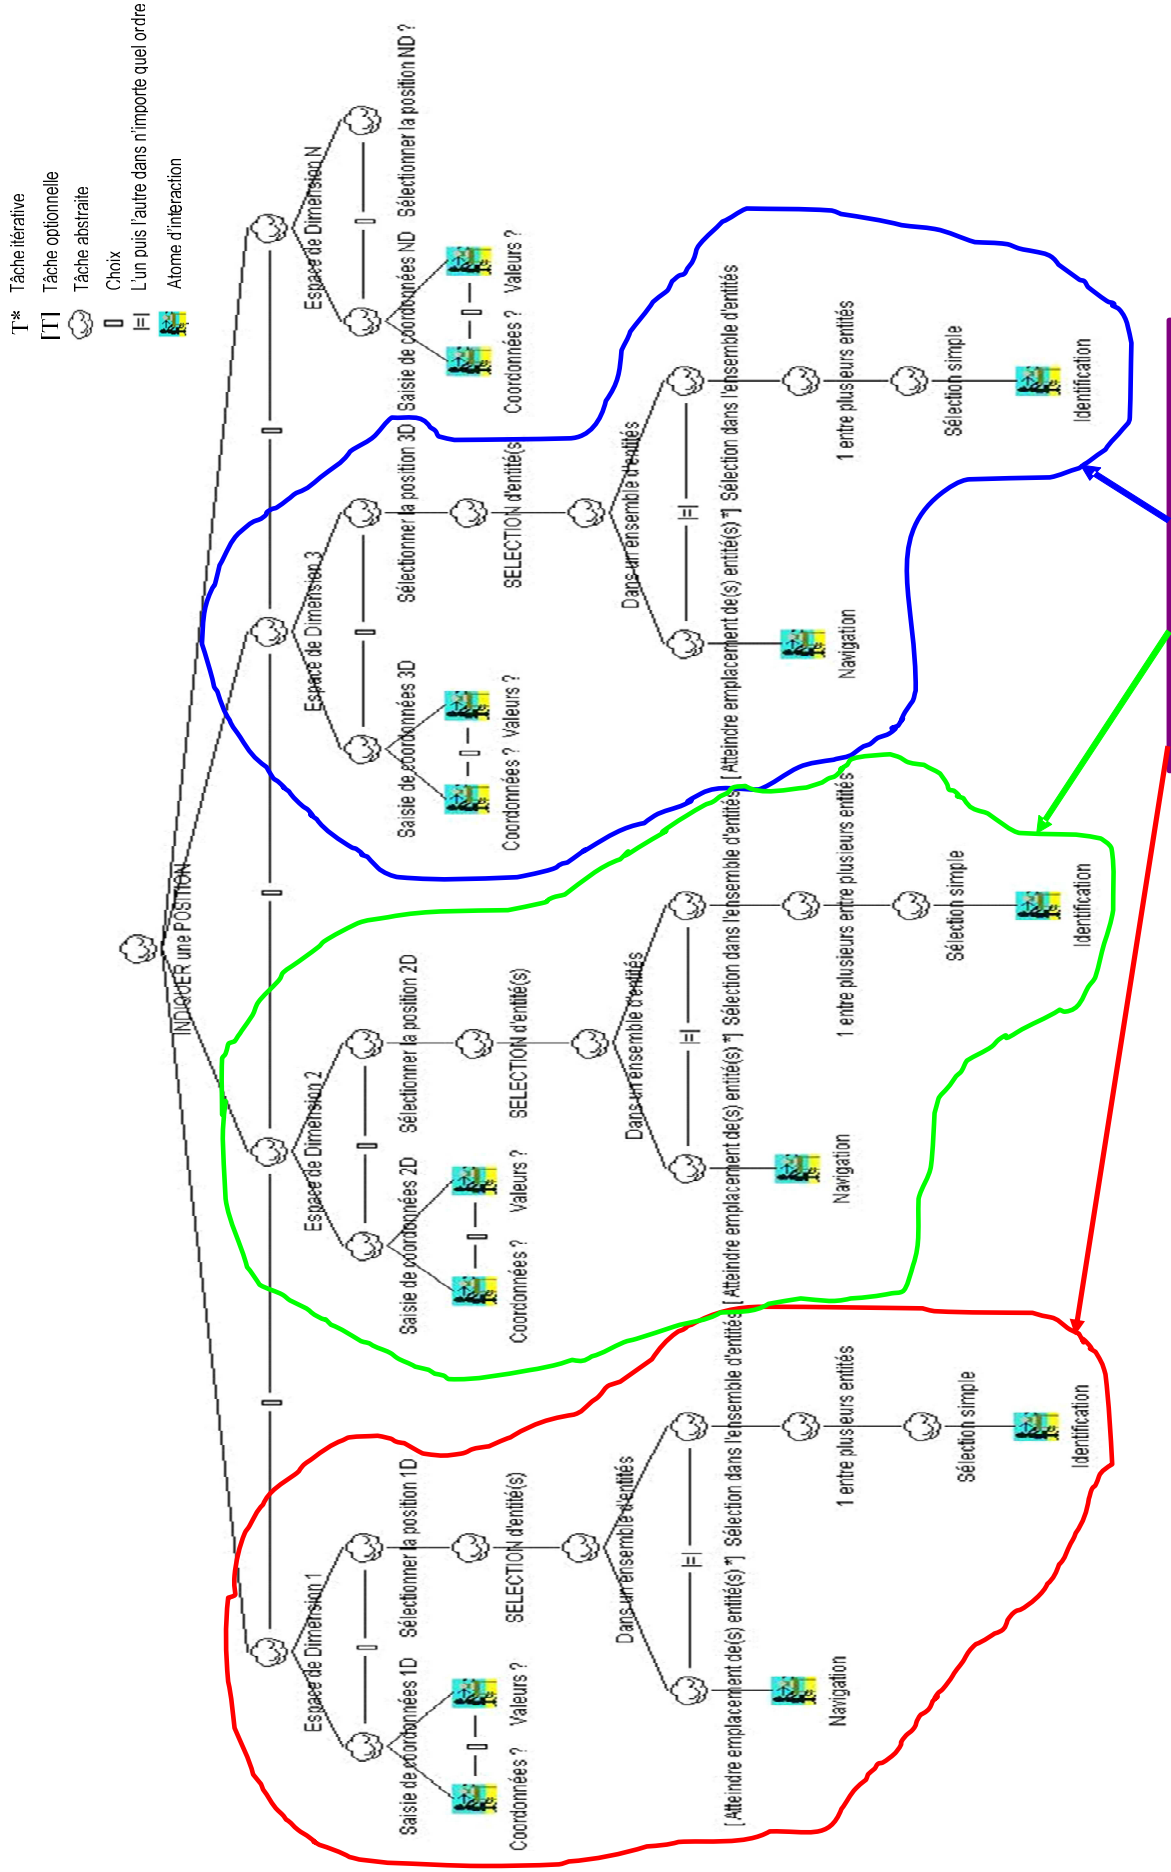 T* Tâche itérative
[T] Tâche optionnelle
Tâche abstraite
[] Choix
|=| L'un puis l'autre dans n'importe quel ordre
Atome d'interaction
INDIQUER une POSITION
[] [] []
Espace de Dimension 1 Espace de Dimension 2 Espace de Dimension 3 Espace de Dimension N
[] [] [] []
Saisie de coordonnées 1D Sélectionner la position 1D Saisie de coordonnées 2D Sélectionner la position 2D Saisie de coordonnées 3D Sélectionner la position 3D Saisie de coordonnées ND Sélectionner la position ND ?
[] [] [] []
Coordonnées ? Valeurs ? SELECTION d'entité(s) Coordonnées ? Valeurs ? SELECTION d'entité(s) Coordonnées ? Valeurs ? SELECTION d'entité(s Coordonnées ? Valeurs ?
Dans un ensemble d'entités Dans un ensemble d'entités Dans un ensemble d'entités
|=| |=| |=|
[ Atteindre emplacement de(s) entité(s) *] Sélection dans l'ensemble d'entités [ Atteindre emplacement de(s) entité(s) *] Sélection dans l'ensemble d'entités [ Atteindre emplacement de(s) entité(s) *] Sélection dans l'ensemble d'entités
Navigation 1 entre plusieurs entités Navigation 1 entre plusieurs entre plusieurs entités Navigation 1 entre plusieurs entités
Sélection simple Sélection simple Sélection simple
Identification Identification Identification